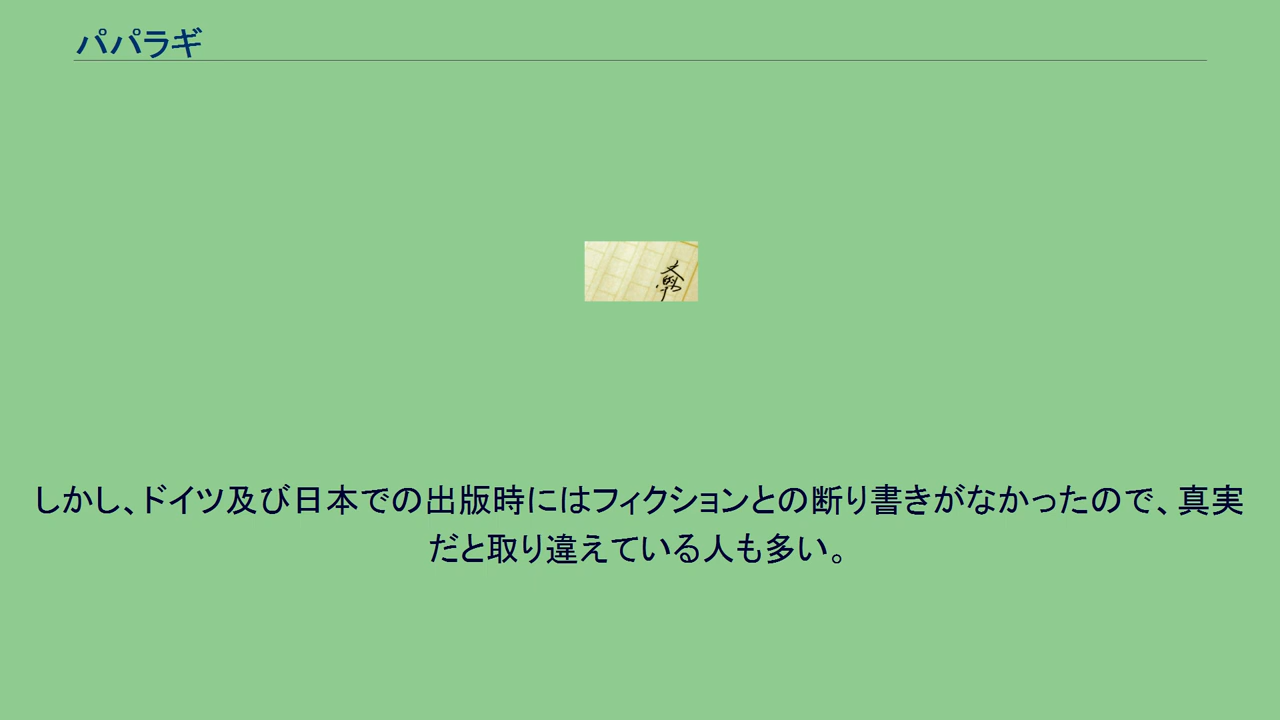 パパラギ
しかし、ドイツ及び日本での出版時にはフィクションとの断り書きがなかったので、真実
だと取り違えている人も多い。